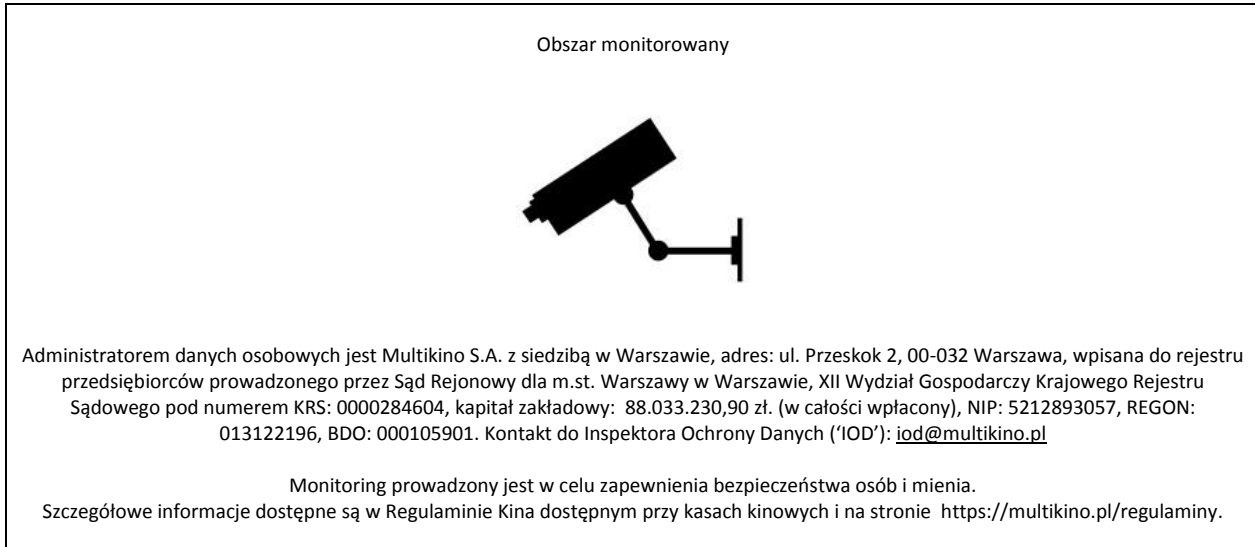 Obszar monitorowany
Administratorem danych osobowych jest Multikino S.A. z siedzibą w Warszawie, adres: ul. Przeskok 2, 00-032 Warszawa, wpisana do rejestru
przedsiębiorców prowadzonego przez Sąd Rejonowy dla m.st. Warszawy w Warszawie, XII Wydział Gospodarczy Krajowego Rejestru
Sądowego pod numerem KRS: 0000284604, kapitał zakładowy:  88.033.230,90 zł. (w całości wpłacony), NIP: 5212893057, REGON:
013122196, BDO: 000105901. Kontakt do Inspektora Ochrony Danych (‘IOD’): iod@multikino.pl
Monitoring prowadzony jest w celu zapewnienia bezpieczeństwa osób i mienia.
Szczegółowe informacje dostępne są w Regulaminie Kina dostępnym przy kasach kinowych i na stronie  https://multikino.pl/regulaminy.